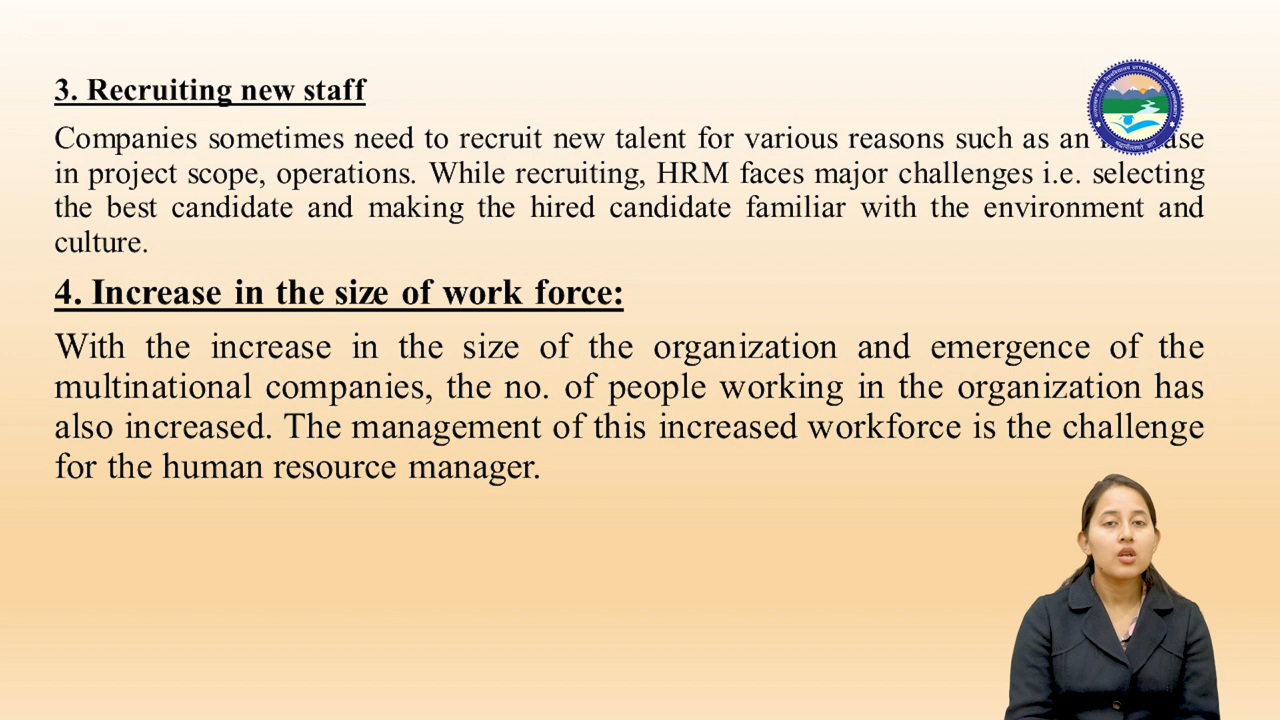 3. Recruiting new staff
Companies sometimes need to recruit new talent for various reasons such as an
in project scope, operations. While recruiting, HRM faces major challenges i.e. selecting
the best candidate and making the hired candidate familiar with the environment and
culture.
4. Increase in the size of work force:
With the increase in the size of the organization and emergence of the
multinational companies, the no. of people working in the organization has
also increased. The management of this increased workforce is the challenge
for the human resource manager.